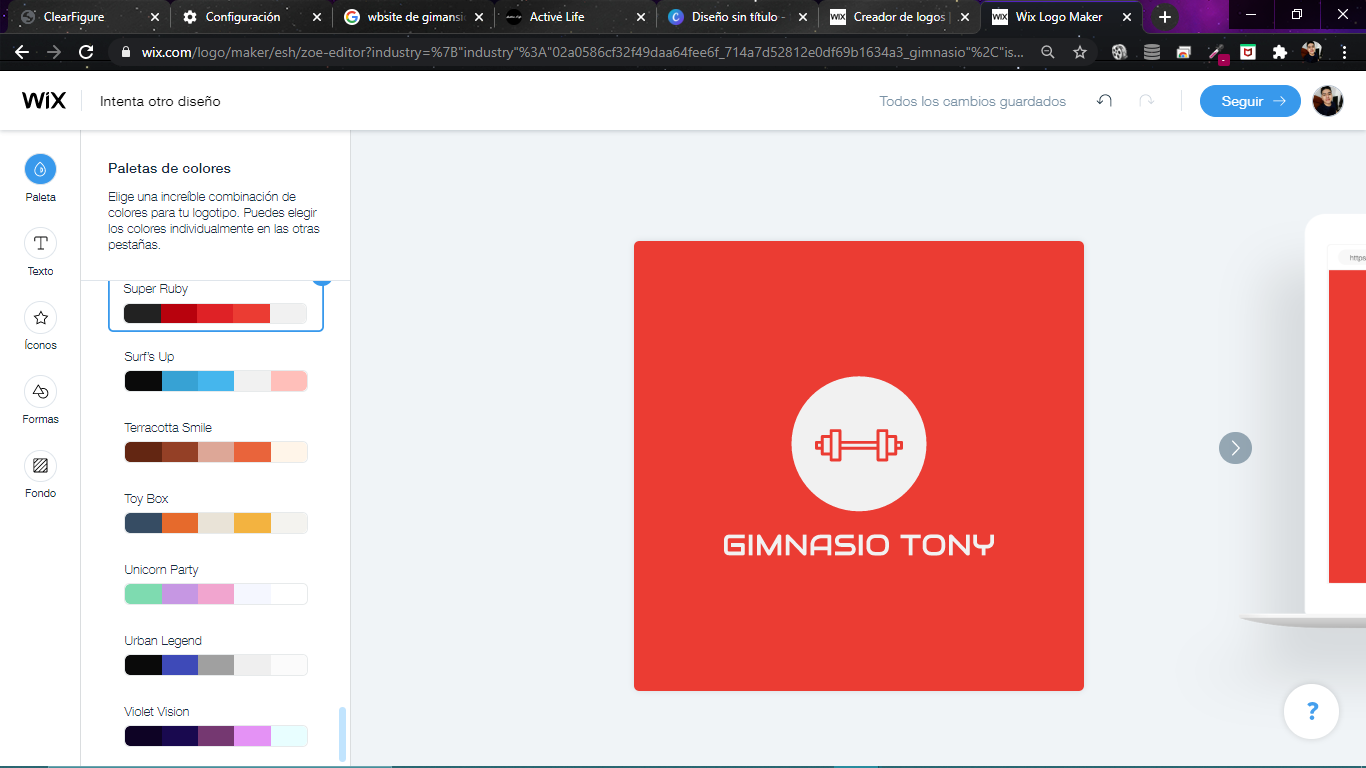 ClearFigure
Configuración
wbsite de gimansi
Active Life
Diseño sin título -
Creador de logos |
Wix Logo Maker
wix.com/logo/maker/esh/zoe-editor?industry=%7B"industry"%3A"02a0586cf32f49daa64fee6f_714a7d52812e0df69b1634a3_gimnasio"%2C"is...
WiX
Intenta otro diseño
Todos los cambios guardados
Seguir
Paleta
Texto
Íconos
Formas
Fondo
Paletas de colores
Elige una increíble combinación de
colores para tu logotipo. Puedes elegir
los colores individualmente en las otras
pestañas.
Super Ruby
Surf's Up
Terracotta Smile
Toy Box
Unicorn Party
Urban Legend
Violet Vision
GIMNASIO TONY
https
?